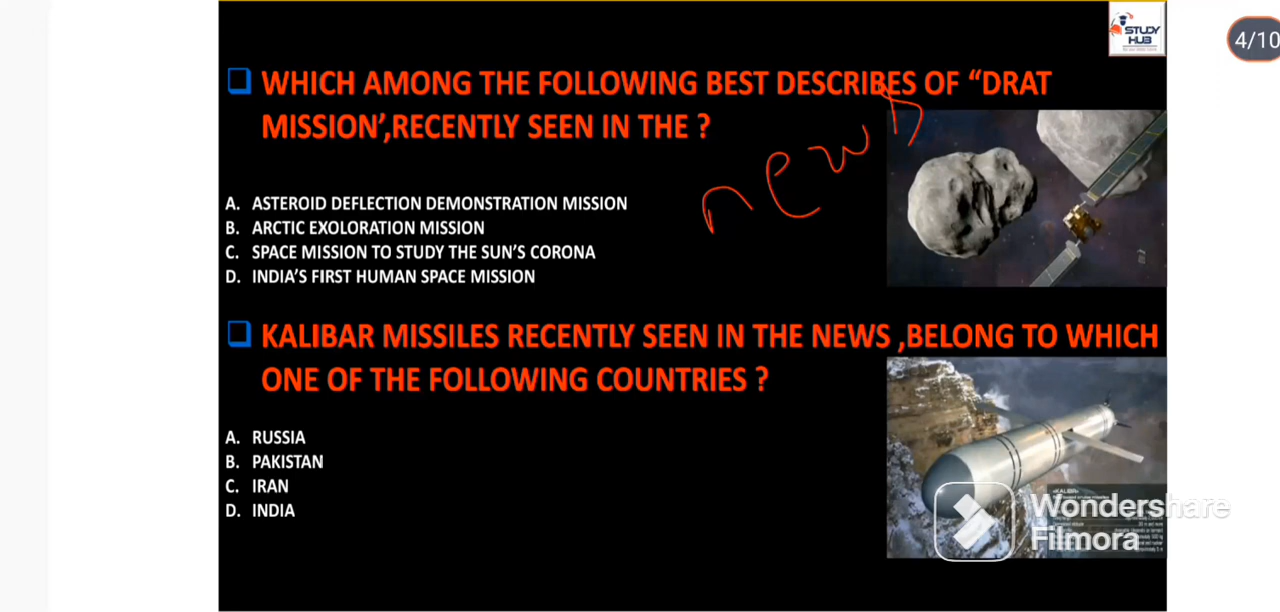 STUDY
HUB
4/10
WHICH AMONG THE FOLLOWING BEST DESCRIBES OF “DRAT
MISSION’,RECENTLY SEEN IN THE ?
news
A. ASTEROID DEFLECTION DEMONSTRATION MISSION
B. ARCTIC EXOLORATION MISSION
C. SPACE MISSION TO STUDY THE SUN'S CORONA
D. INDIA'S FIRST HUMAN SPACE MISSION
KALIBAR MISSILES RECENTLY SEEN IN THE NEWS ,BELONG TO WHICH
ONE OF THE FOLLOWING COUNTRIES ?
A. RUSSIA
B. PAKISTAN
C. IRAN
D. INDIA
«KALIBR»
Wondershare
Filmora